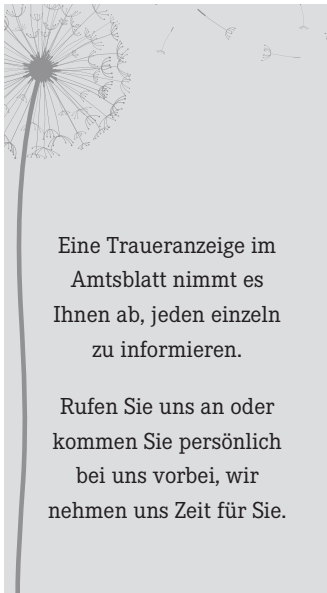 Eine Traueranzeige im
Amtsblatt nimmt es
Ihnen ab, jeden einzeln
zu informieren.
Rufen Sie uns an oder
kommen Sie persönlich
bei uns vorbei, wir
nehmen uns Zeit für Sie.